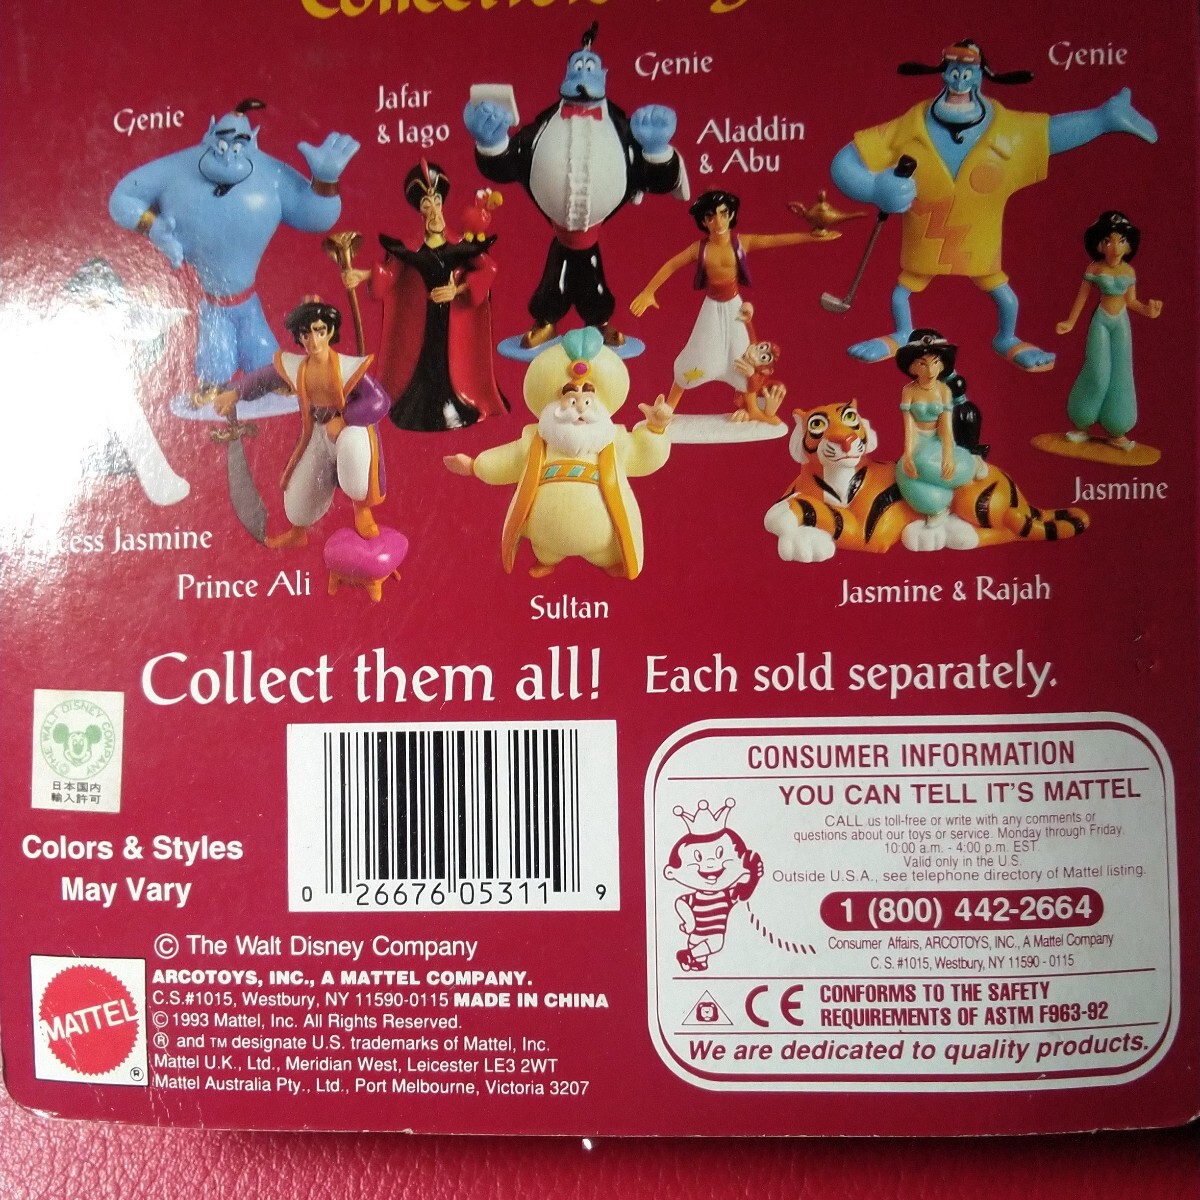 Genie
Jafar
& Iago
Genie
Aladdin
& Abu
Genie
Jasmine
Jasmine
Prince Ali
Sultan
Jasmine & Rajah
Collect them all! Each sold separately.
©THE WALT DISNEY COMPANY
日本国内
輸入許可
Colors & Styles
May Vary
0 26676 05311 9
© The Walt Disney Company
ARCOTOYS, INC., A MATTEL COMPANY.
C.S.#1015, Westbury, NY 11590-0115 MADE IN CHINA
©1993 Mattel, Inc. All Rights Reserved.
® and TM designate U.S. trademarks of Mattel, Inc.
Mattel U.K., Ltd., Meridian West, Leicester LE3 2WT
Mattel Australia Pty., Ltd., Port Melbourne, Victoria 3207
MATTEL
®
CONSUMER INFORMATION
YOU CAN TELL IT'S MATTEL
CALL us toll-free or write with any comments or
questions about our toys or service. Monday through Friday.
10:00 a.m. - 4:00 p.m. EST
Valid only in the U.S.
Outside U.S.A., see telephone directory of Mattel listing.
1 (800) 442-2664
Consumer Affairs, ARCOTOYS, INC., A Mattel Company
C.S. #1015, Westbury, NY 11590-0115
CE
CONFORMS TO THE SAFETY
REQUIREMENTS OF ASTM F963-92
We are dedicated to quality products.